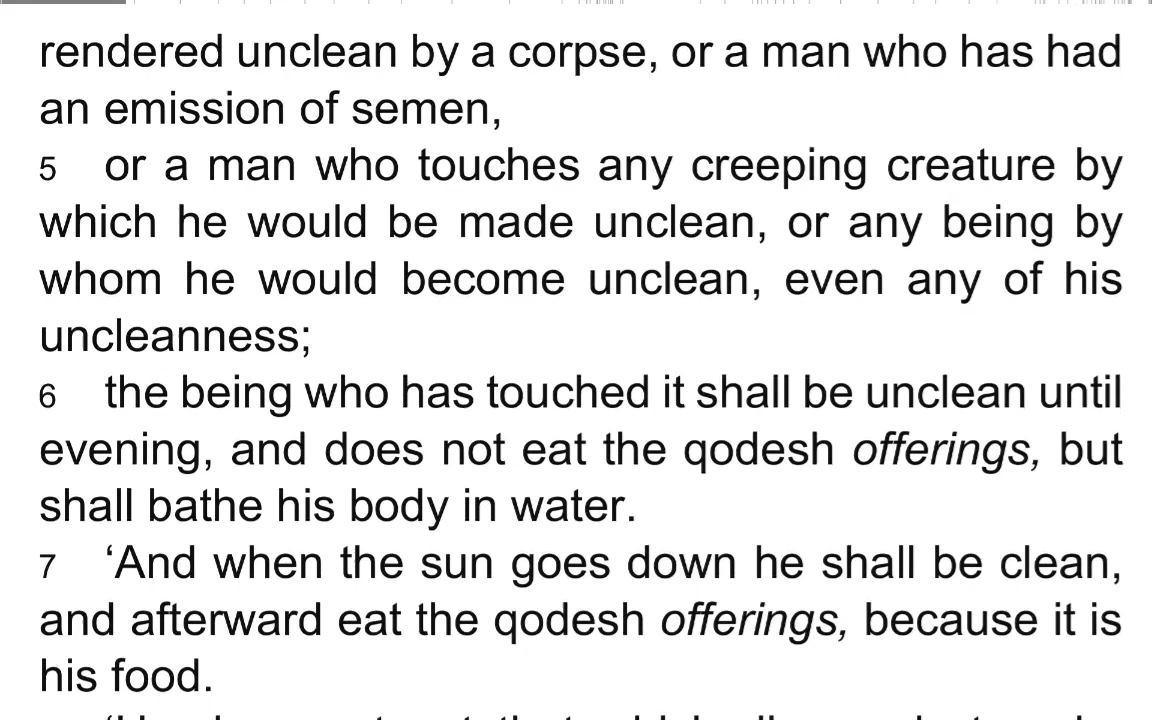 rendered unclean by a corpse, or a man who has had
an emission of semen,
5 or a man who touches any creeping creature by
which he would be made unclean, or any being by
whom he would become unclean, even any of his
uncleanness;
6 the being who has touched it shall be unclean until
evening, and does not eat the qodesh offerings, but
shall bathe his body in water.
7 ‘And when the sun goes down he shall be clean,
and afterward eat the qodesh offerings, because it is
his food.